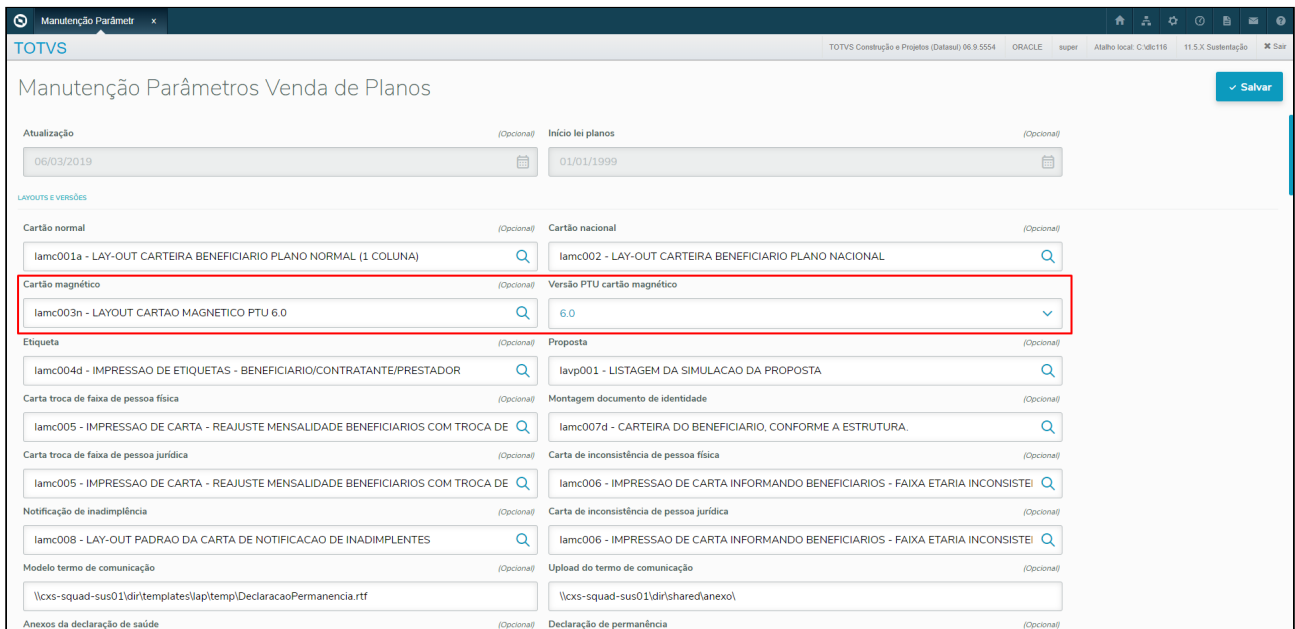 Manutenção Parâmetr x
TOTVS
TOTVS Construção e Projetos (Datasul) 06.9.5554 ORACLE super Atalho local: C:\dlc116 11.5.X Sustentação Sair
Manutenção Parâmetros Venda de Planos
Salvar
Atualização (Opcional) Início lei planos (Opcional)
06/03/2019 01/01/1999
LAYOUTS E VERSÕES
Cartão normal (Opcional) Cartão nacional (Opcional)
lamc001a - LAY-OUT CARTEIRA BENEFICIARIO PLANO NORMAL (1 COLUNA) lamc002 - LAY-OUT CARTEIRA BENEFICIARIO PLANO NACIONAL
Cartão magnético (Opcional) Versão PTU cartão magnético
lamc003n - LAYOUT CARTAO MAGNETICO PTU 6.0 6.0
Etiqueta (Opcional) Proposta (Opcional)
lamc004d - IMPRESSAO DE ETIQUETAS - BENEFICIARIO/CONTRATANTE/PRESTADOR lavp001 - LISTAGEM DA SIMULACAO DA PROPOSTA
Carta troca de faixa de pessoa física (Opcional) Montagem documento de identidade (Opcional)
lamc005 - IMPRESSAO DE CARTA - REAJUSTE MENSALIDADE BENEFICIARIOS COM TROCA DE lamc007d - CARTEIRA DO BENEFICIARIO, CONFORME A ESTRUTURA.
Carta troca de faixa de pessoa jurídica (Opcional) Carta de inconsistência de pessoa física (Opcional)
lamc005 - IMPRESSAO DE CARTA - REAJUSTE MENSALIDADE BENEFICIARIOS COM TROCA DE lamc006 - IMPRESSAO DE CARTA INFORMANDO BENEFICIARIOS - FAIXA ETARIA INCONSISTEI
Notificação de inadimplência (Opcional) Carta de inconsistência de pessoa jurídica (Opcional)
lamc008 - LAY-OUT PADRAO DA CARTA DE NOTIFICACAO DE INADIMPLENTES lamc006 - IMPRESSAO DE CARTA INFORMANDO BENEFICIARIOS - FAIXA ETARIA INCONSISTEI
Modelo termo de comunicação (Opcional) Upload do termo de comunicação (Opcional)
\\cxs-squad-sus01\dir\templates\lap\temp\DeclaracaoPermanencia.rtf \\cxs-squad-sus01\dir\shared\anexo\
Anexos da declaração de saúde (Opcional) Declaração de permanência (Opcional)